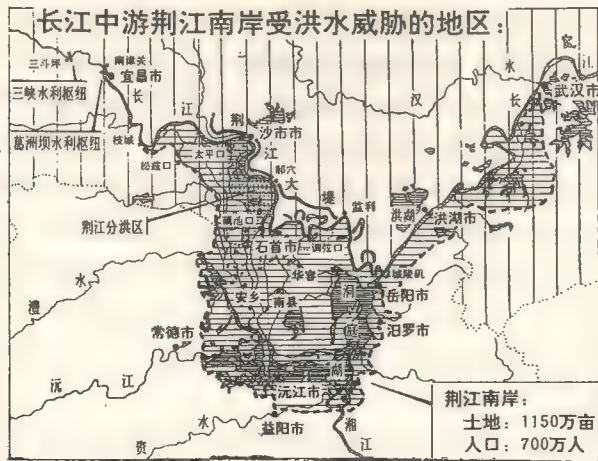 长江中游荆江南岸受洪水威胁的地区：
三斗坪
南津关
宜昌市
三峡水利枢纽
葛洲坝水利枢纽
长
江
枝城
松滋口
荆
江
大
堤
沙市市
太平口
郝穴
监利
汉
水
长
江
武汉市
洪湖
洪湖市
荆江分洪区
藕池口
石首市
调弦口
华容
城陵矶
岳阳市
汨罗市
洞
庭
湖
安乡
南县
澧
水
常德市
沅
江
沅江市
益阳市
资
水
湘
江
荆江南岸：
土地：1150万亩
人口：700万人